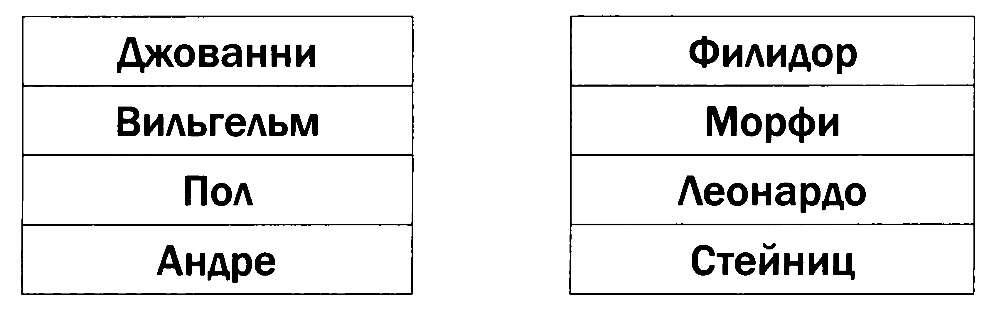 Джованни
Вильгельм
Пол
Андре
Филидор
Морфи
Леонардо
Стейниц